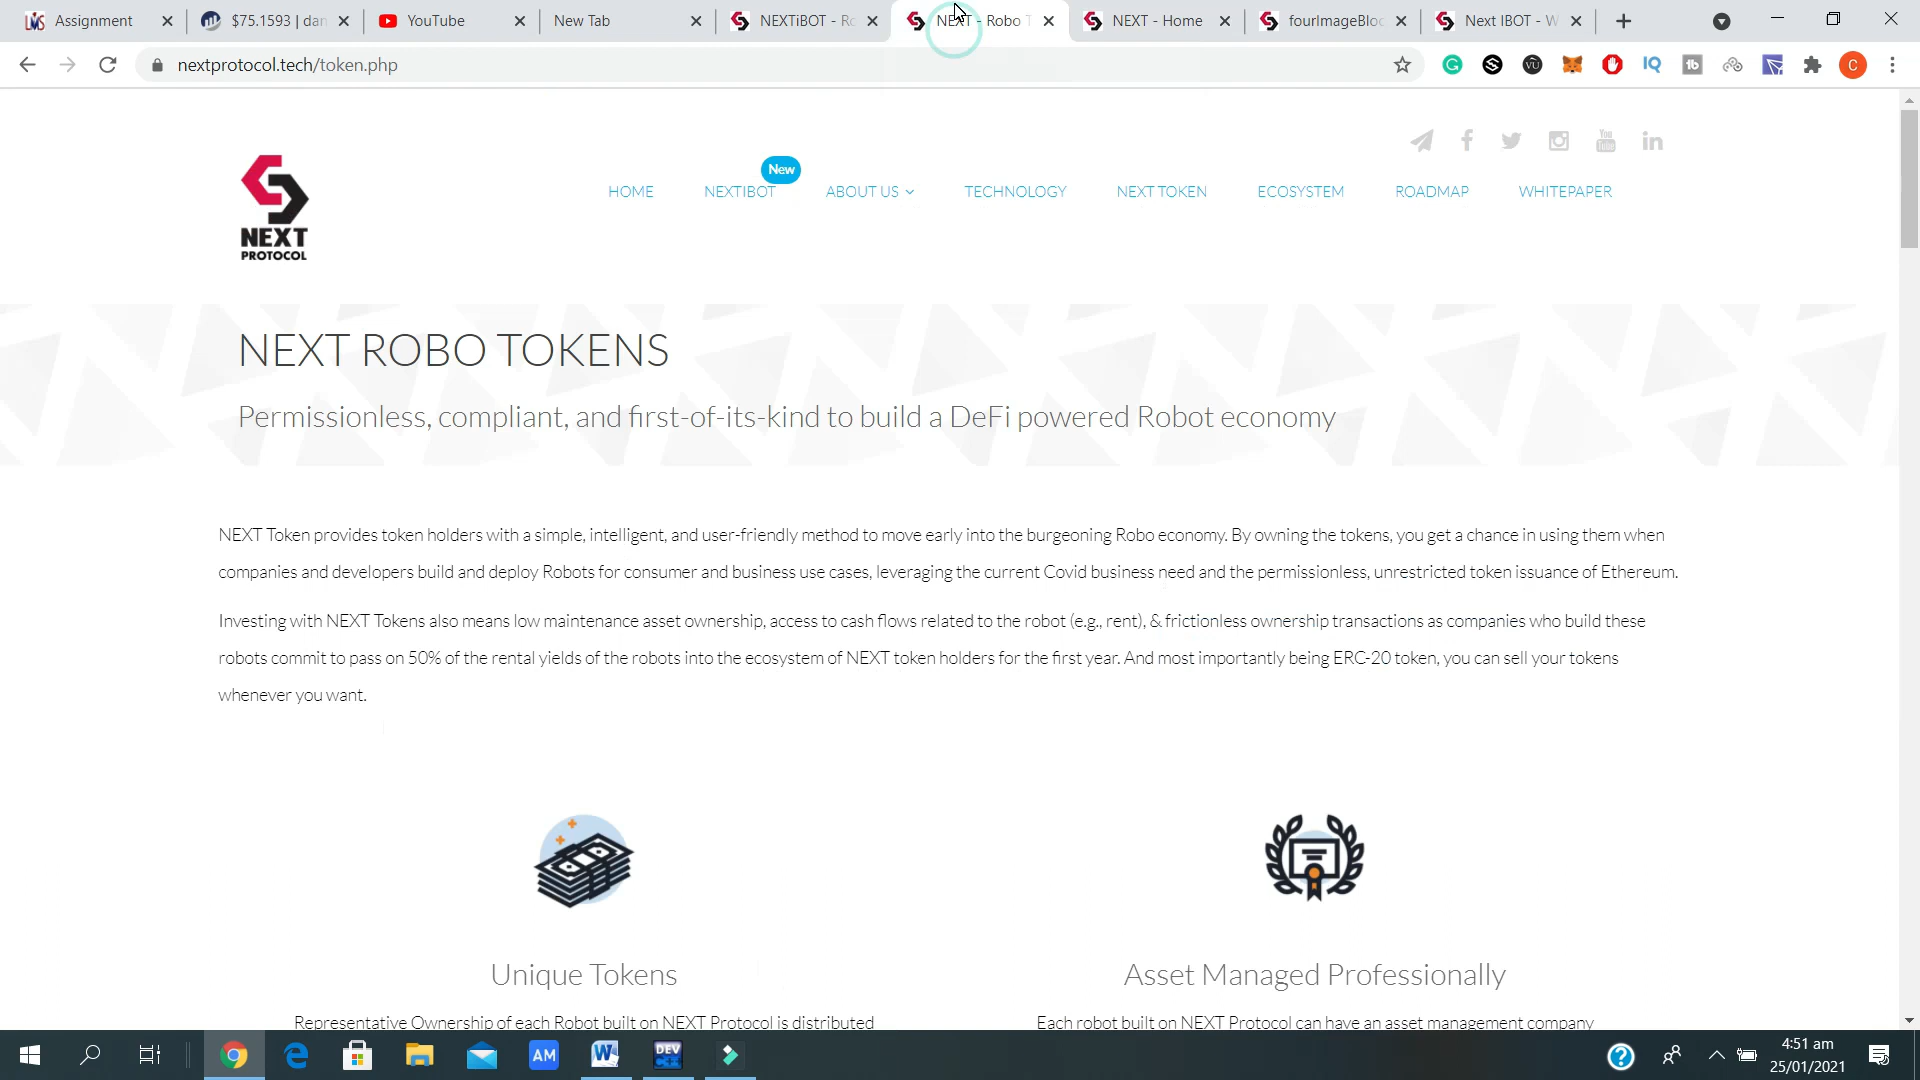 Assignment
$75.1593 | dan
YouTube
New Tab
NEXTiBOT - Ro
NEXT - Robo T
NEXT - Home
fourImageBloc
Next IBOT - W
nextprotocol.tech/token.php
NEXT
PROTOCOL
HOME
NEXTIBOT
New
ABOUT US
TECHNOLOGY
NEXT TOKEN
ECOSYSTEM
ROADMAP
WHITEPAPER
NEXT ROBO TOKENS
Permissionless, compliant, and first-of-its-kind to build a DeFi powered Robot economy
NEXT Token provides token holders with a simple, intelligent, and user-friendly method to move early into the burgeoning Robo economy. By owning the tokens, you get a chance in using them when
companies and developers build and deploy Robots for consumer and business use cases, leveraging the current Covid business need and the permissionless, unrestricted token issuance of Ethereum.
Investing with NEXT Tokens also means low maintenance asset ownership, access to cash flows related to the robot (e.g., rent), & frictionless ownership transactions as companies who build these
robots commit to pass on 50% of the rental yields of the robots into the ecosystem of NEXT token holders for the first year. And most importantly being ERC-20 token, you can sell your tokens
whenever you want.
Unique Tokens
Representative Ownership of each Robot built on NEXT Protocol is distributed
Asset Managed Professionally
Each robot built on NEXT Protocol can have an asset management company
4:51 am
25/01/2021